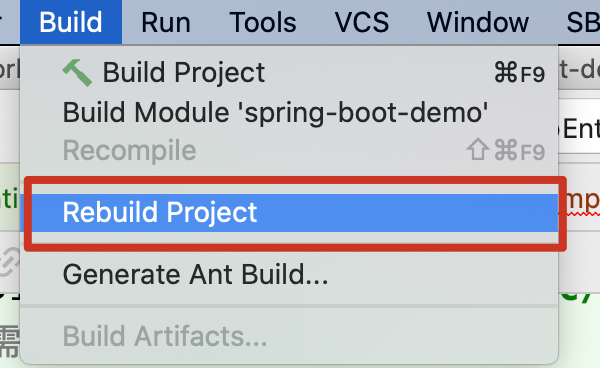 Build Run Tools VCS Window SB
Build Project ⌘F9
Build Module 'spring-boot-demo'
Recompile ⇧⌘F9
Rebuild Project
Generate Ant Build...
Build Artifacts...
需